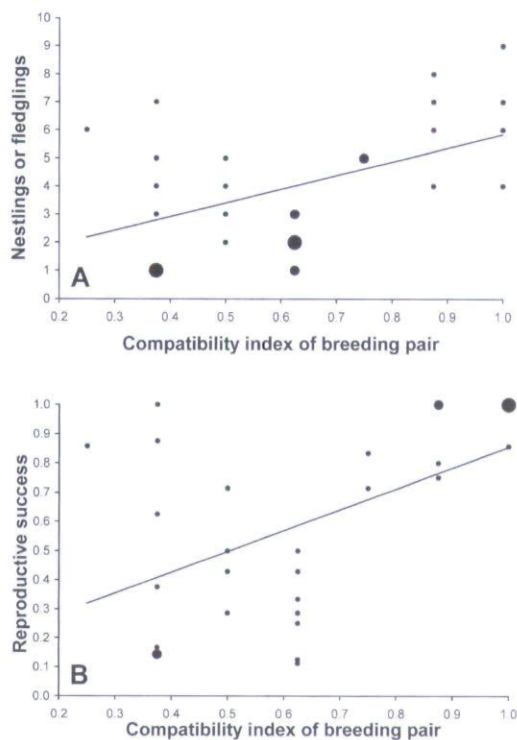 10
9
8
7
6
5
4
3
2
1
0
Nestlings or fledglings
A
0.2 0.3 0.4 0.5 0.6 0.7 0.8 0.9 1.0
Compatibility index of breeding pair
1.0
0.9
0.8
0.7
0.6
0.5
0.4
0.3
0.2
0.1
0.0
Reproductive success
B
0.2 0.3 0.4 0.5 0.6 0.7 0.8 0.9 1.0
Compatibility index of breeding pair